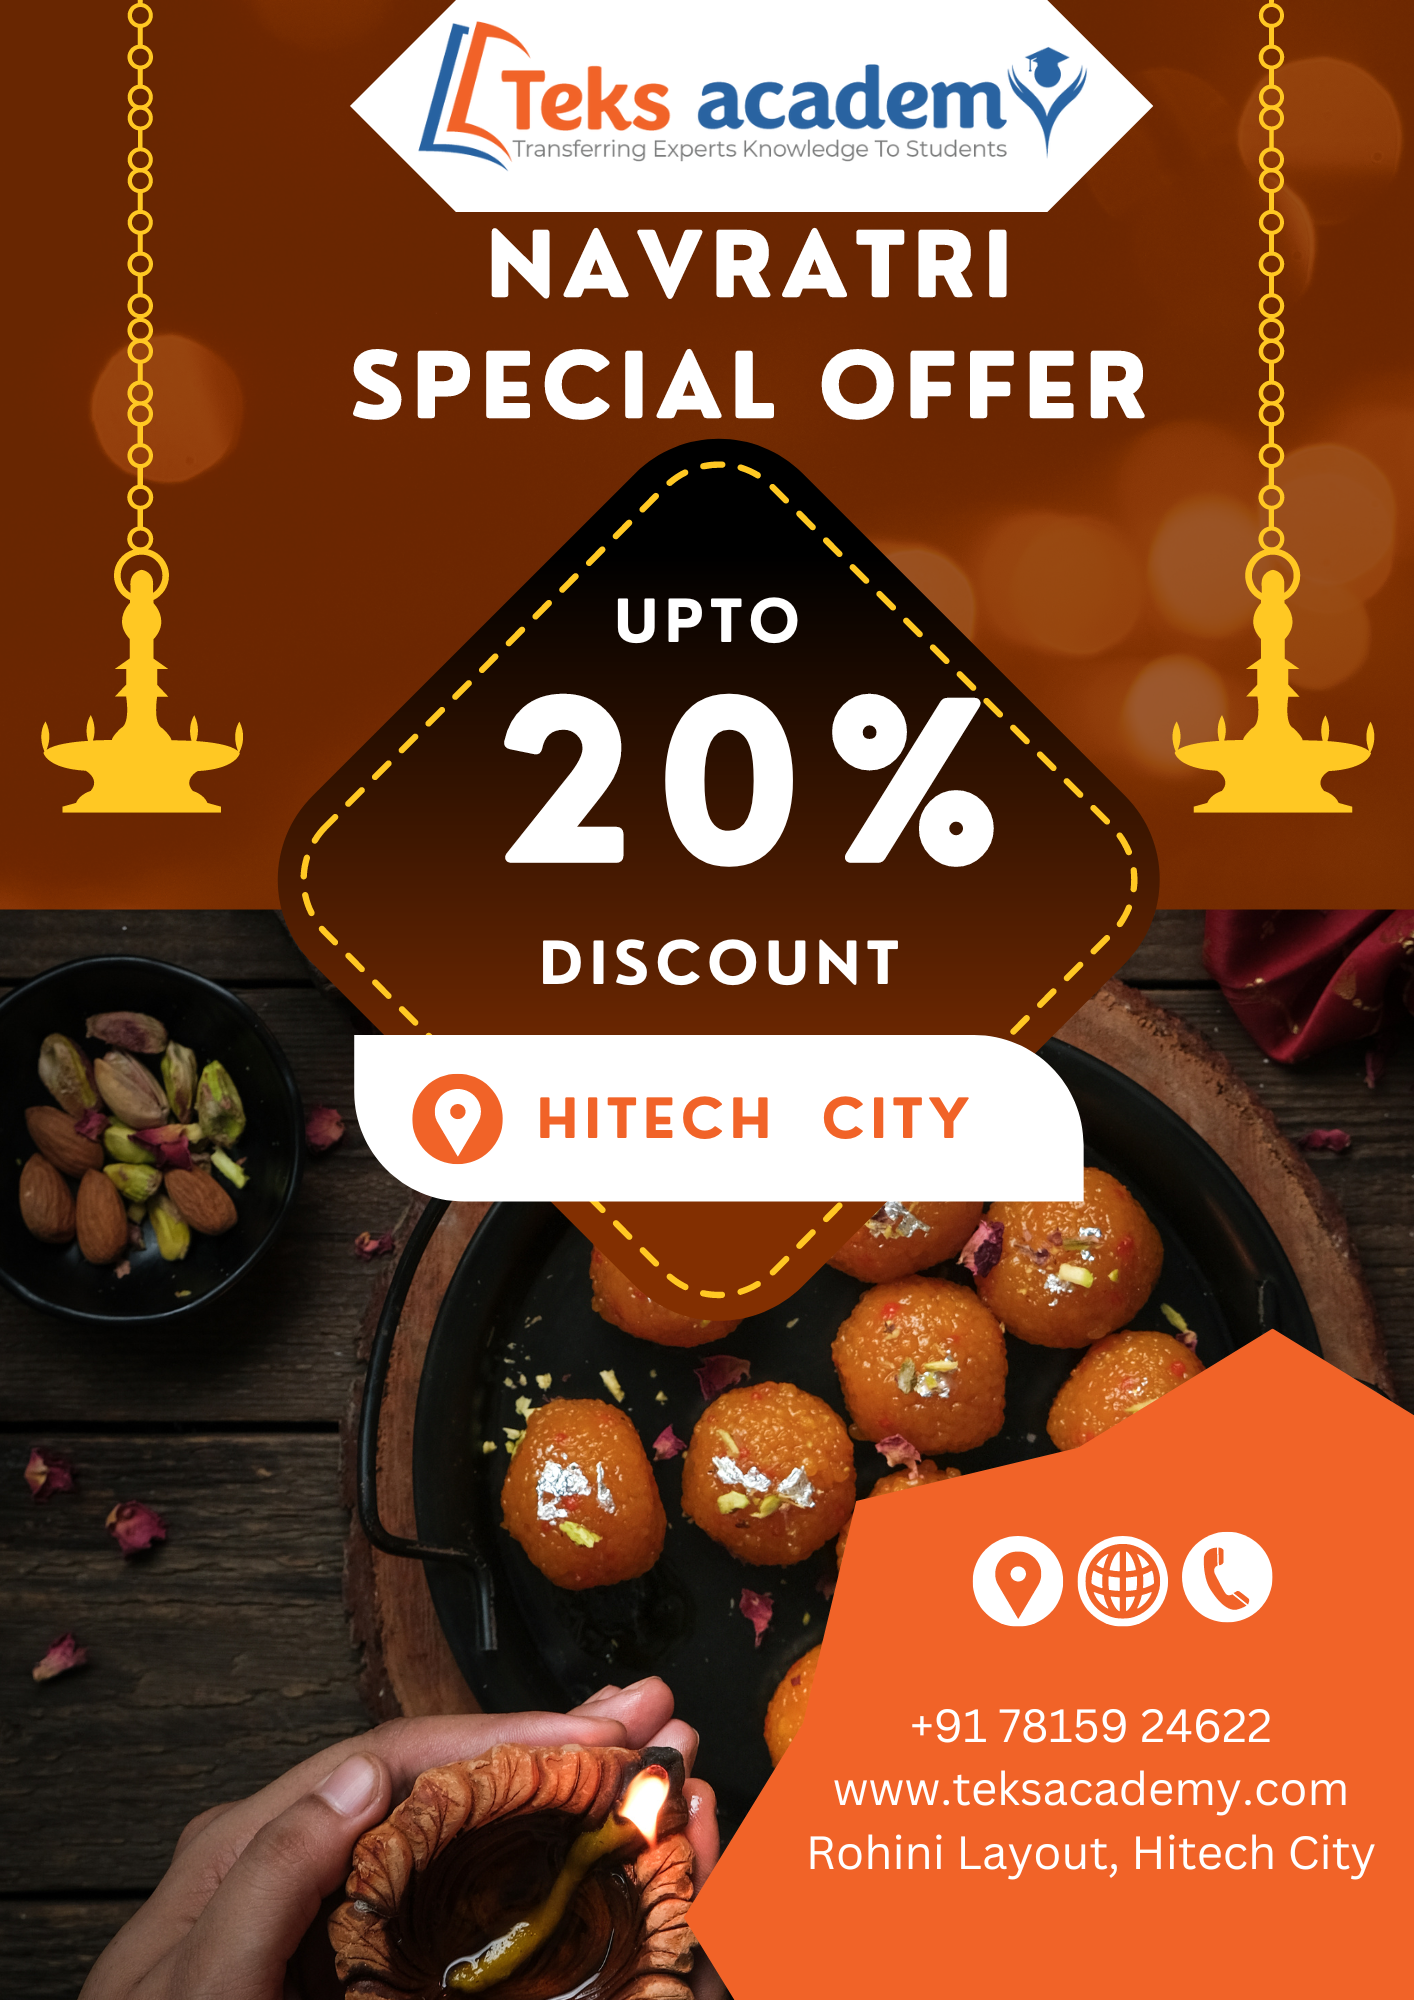 Teks academy
Transferring Experts Knowledge To Students
NAVRATRI
SPECIAL OFFER
UPTO
20%
DISCOUNT
HITECH CITY
+91 78159 24622
www.teksacademy.com
Rohini Layout, Hitech City